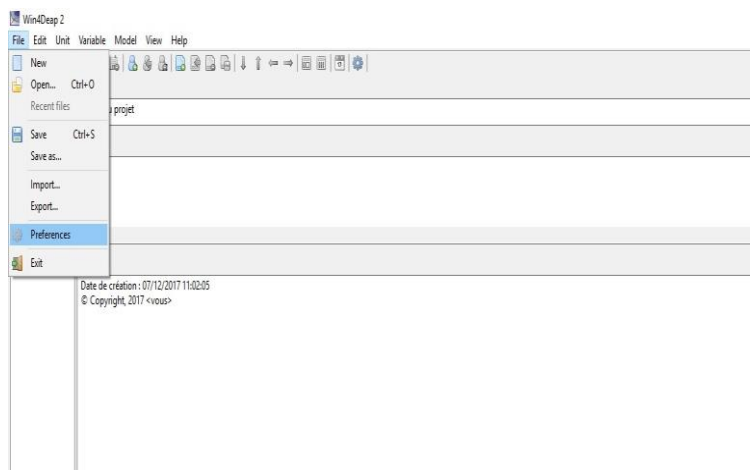 Win4Deap 2
File Edit Unit Variable Model View Help
New
Open... Ctrl+O
Recent files
projet
Save Ctrl+S
Save as...
Import...
Export...
Preferences
Exit
Date de création : 07/12/2017 11:02:05
© Copyright, 2017 <vous>